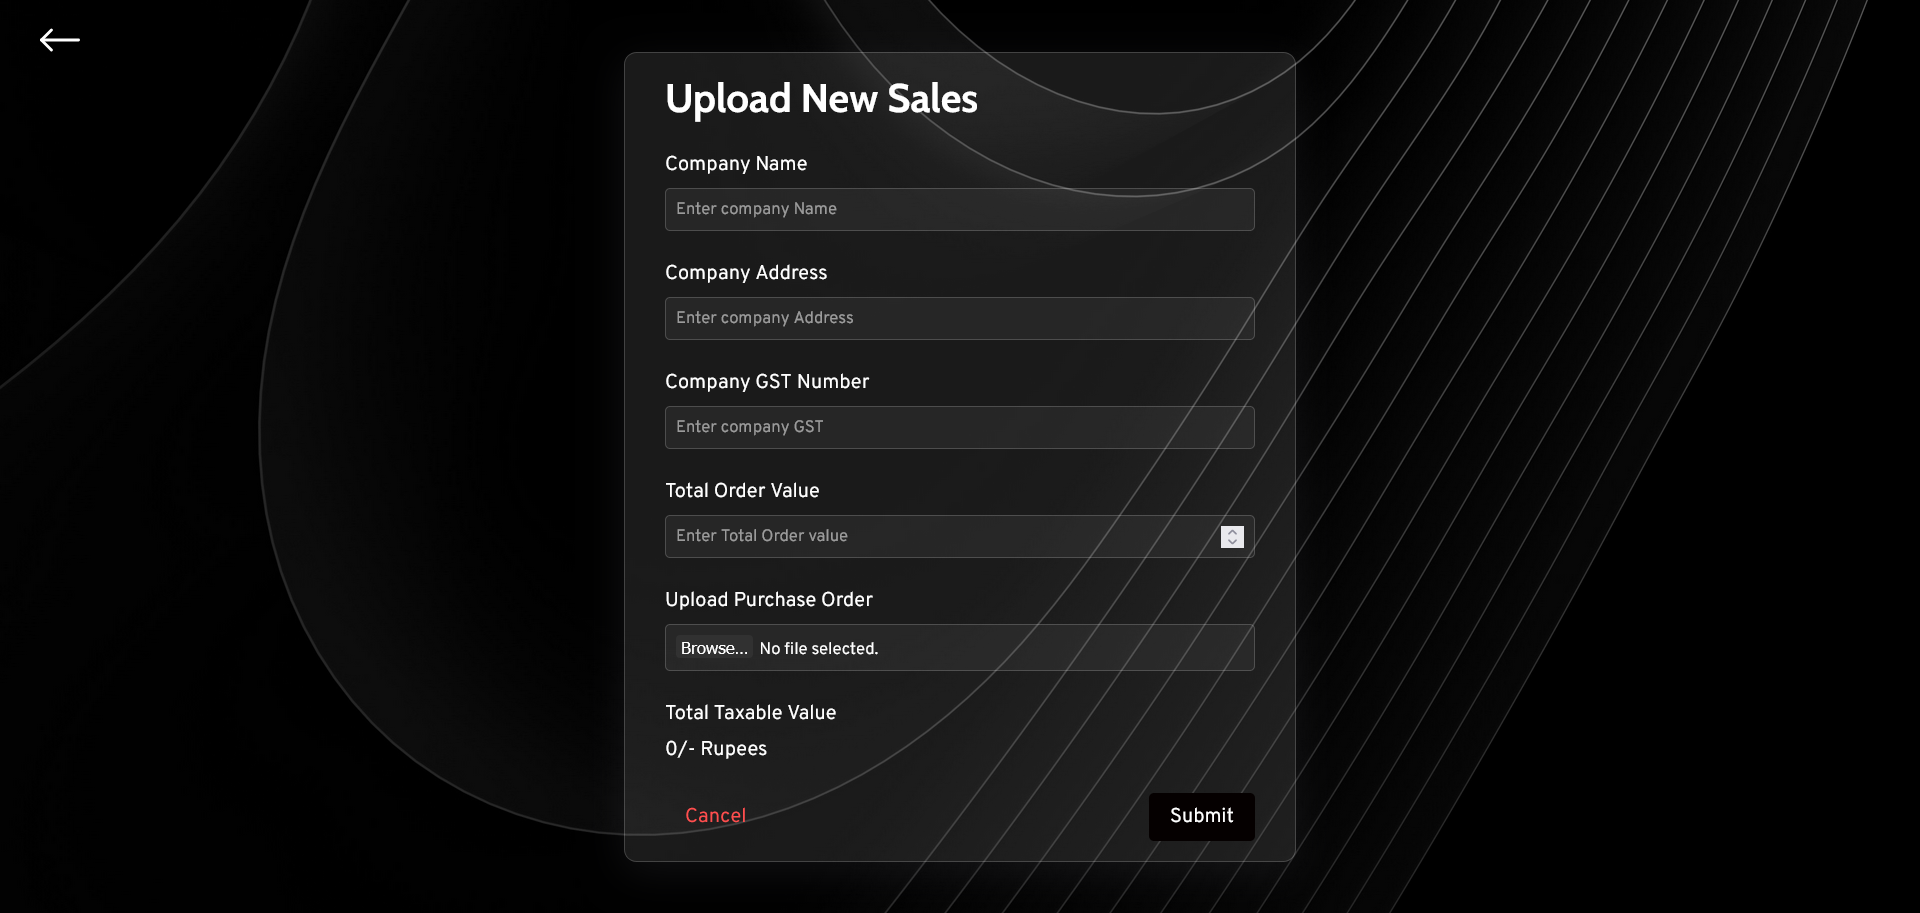 Upload New Sales
Company Name
Enter company Name
Company Address
Enter company Address
Company GST Number
Enter company GST
Total Order Value
Enter Total Order value
Upload Purchase Order
Browse... No file selected.
Total Taxable Value
0/- Rupees
Cancel Submit